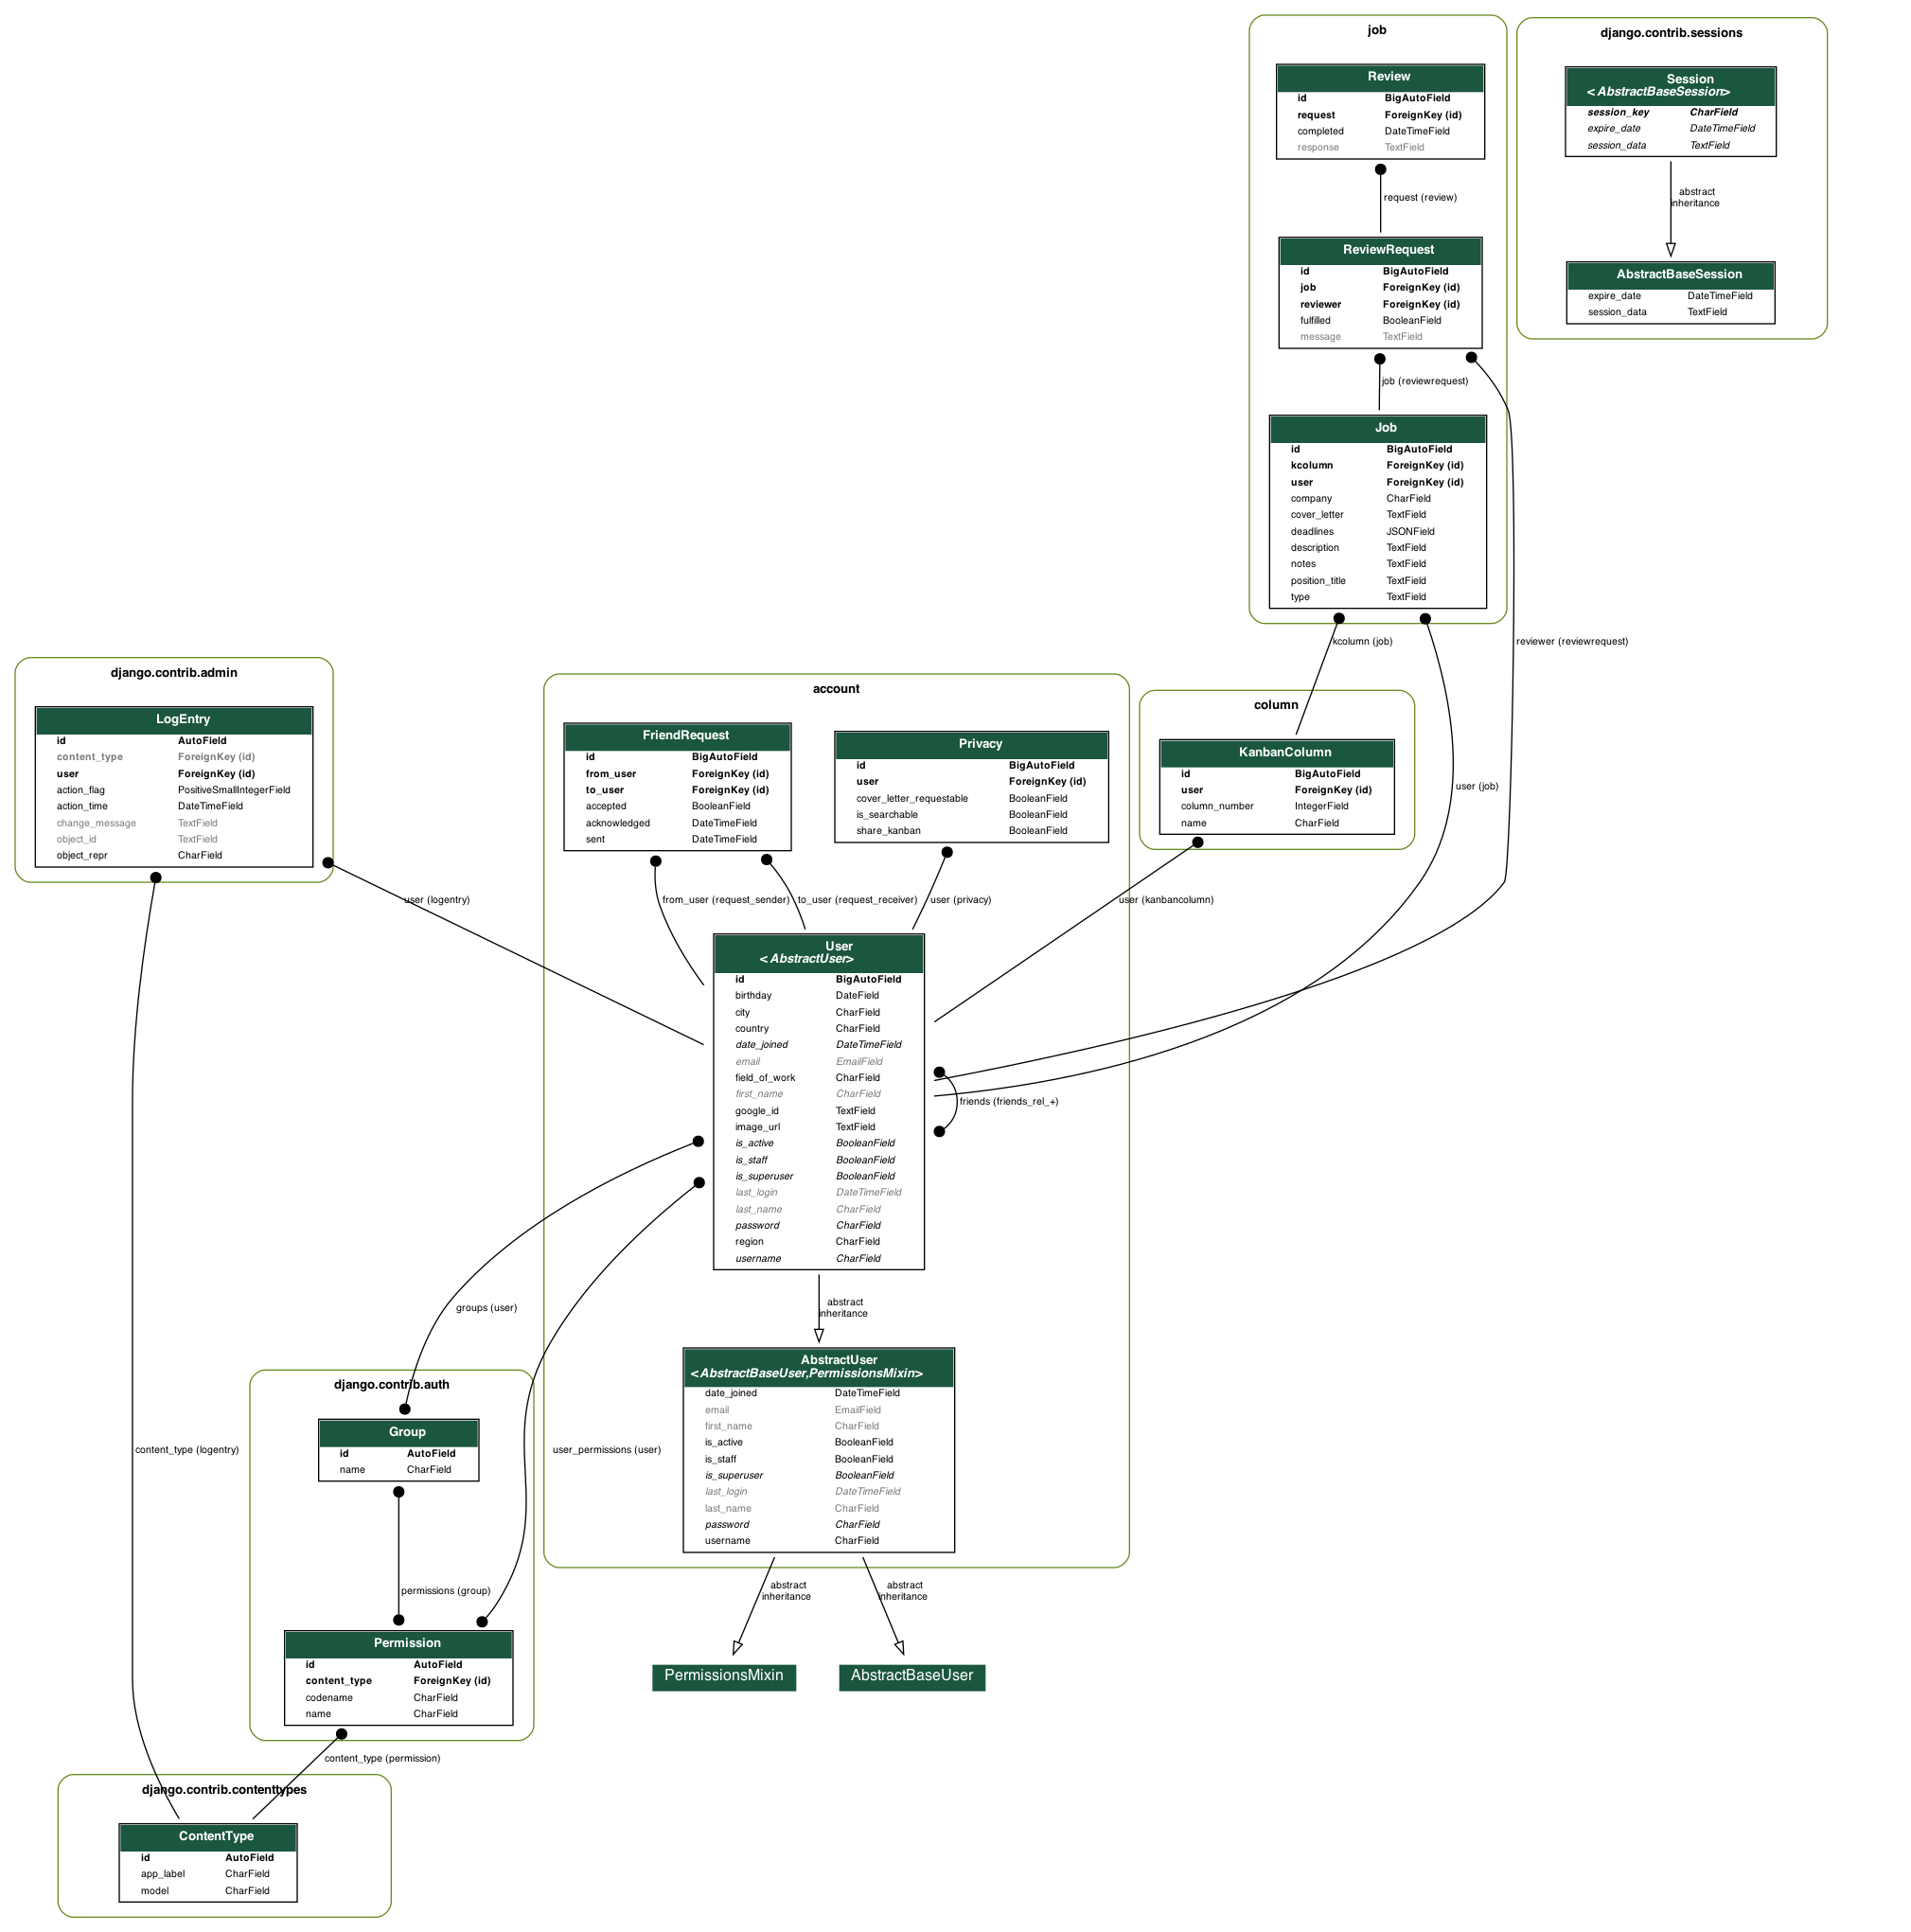 job
Review
id BigAutoField
request ForeignKey (id)
completed DateTimeField
response TextField
request (review)
ReviewRequest
id BigAutoField
job ForeignKey (id)
reviewer ForeignKey (id)
fulfilled BooleanField
message TextField
job (reviewrequest)
Job
id BigAutoField
kcolumn ForeignKey (id)
user ForeignKey (id)
company CharField
cover_letter TextField
deadlines JSONField
description TextField
notes TextField
position_title TextField
type TextField
kcolumn (job)
reviewer (reviewrequest)
user (job)
django.contrib.sessions
Session
<AbstractBaseSession>
session_key CharField
expire_date DateTimeField
session_data TextField
abstract
inheritance
AbstractBaseSession
expire_date DateTimeField
session_data TextField
django.contrib.admin
LogEntry
id AutoField
content_type ForeignKey (id)
user ForeignKey (id)
action_flag PositiveSmallIntegerField
action_time DateTimeField
change_message TextField
object_id TextField
object_repr CharField
user (logentry)
account
FriendRequest
id BigAutoField
from_user ForeignKey (id)
to_user ForeignKey (id)
accepted BooleanField
acknowledged DateTimeField
sent DateTimeField
Privacy
id BigAutoField
user ForeignKey (id)
cover_letter_requestable BooleanField
is_searchable BooleanField
share_kanban BooleanField
column
KanbanColumn
id BigAutoField
user ForeignKey (id)
column_number IntegerField
name CharField
from_user (request_sender)
to_user (request_receiver)
user (privacy)
user (kanbancolumn)
User
<AbstractUser>
id BigAutoField
birthday DateField
city CharField
country CharField
date_joined DateTimeField
email EmailField
field_of_work CharField
first_name CharField
google_id TextField
image_url TextField
is_active BooleanField
is_staff BooleanField
is_superuser BooleanField
last_login DateTimeField
last_name CharField
password CharField
region CharField
username CharField
friends (friends_rel_+)
abstract
inheritance
groups (user)
AbstractUser
<AbstractBaseUser,PermissionsMixin>
date_joined DateTimeField
email EmailField
first_name CharField
is_active BooleanField
is_staff BooleanField
is_superuser BooleanField
last_login DateTimeField
last_name CharField
password CharField
username CharField
django.contrib.auth
Group
id AutoField
name CharField
content_type (logentry)
user_permissions (user)
permissions (group)
abstract
inheritance
abstract
inheritance
Permission
id AutoField
content_type ForeignKey (id)
codename CharField
name CharField
PermissionsMixin
AbstractBaseUser
content_type (permission)
django.contrib.contenttypes
ContentType
id AutoField
app_label CharField
model CharField